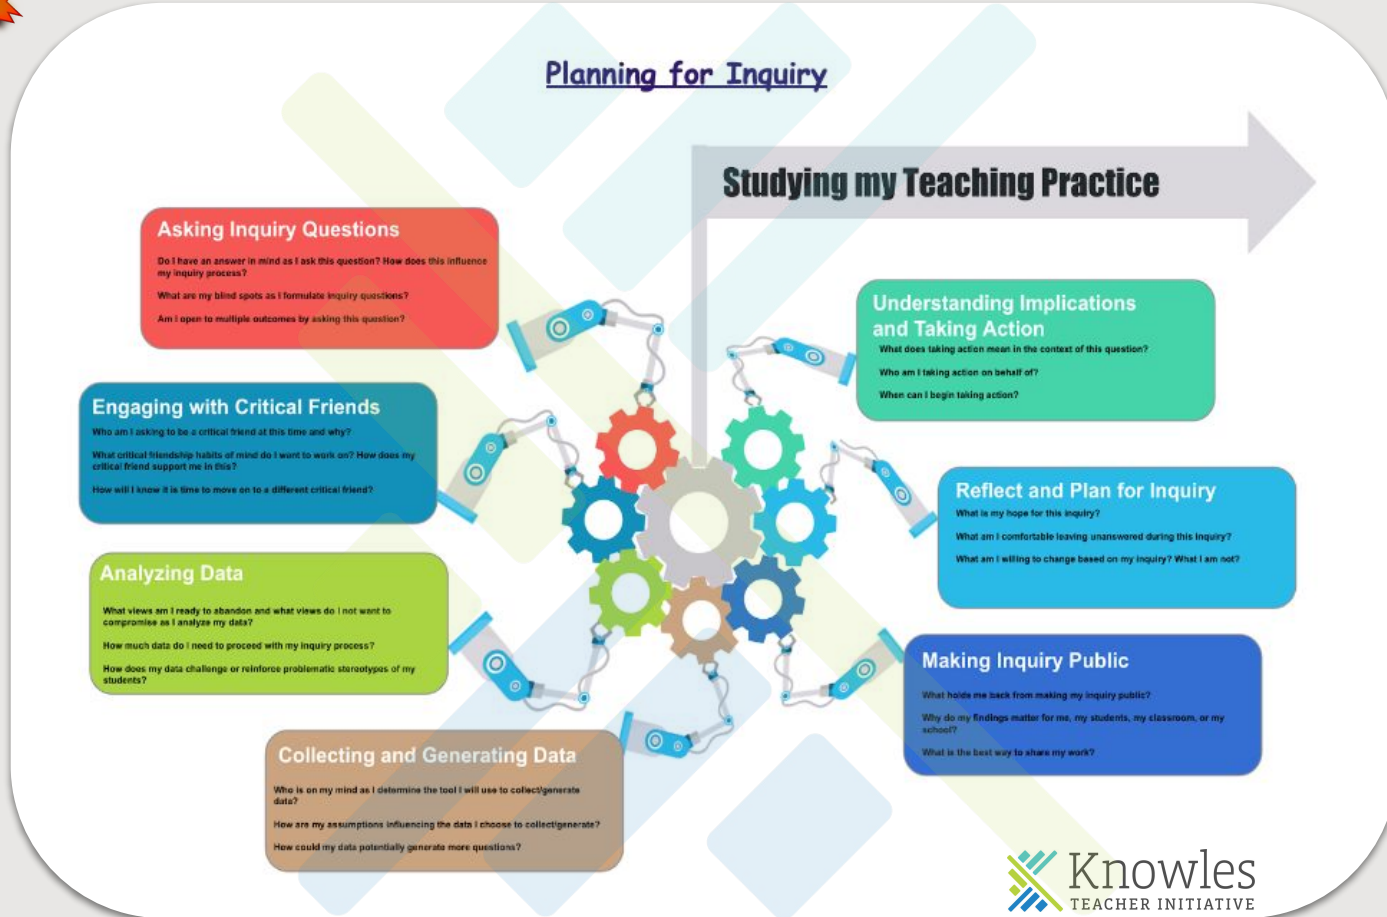 Planning for Inquiry
Studying my Teaching Practice
Asking Inquiry Questions
Do I have an answer in mind as I ask this question? How does this influence
my inquiry process?
What are my blind spots as I formulate inquiry questions?
Am I open to multiple outcomes by asking this question?
Engaging with Critical Friends
Who am I asking to be a critical friend at this time and why?
What critical friendship habits of mind do I want to work on? How does my
critical friend support me in this?
How will I know it is time to move on to a different critical friend?
Analyzing Data
What views am I ready to abandon and what views do I not want to
compromise as I analyze my data?
How much data do I need to proceed with my inquiry process?
How does my data challenge or reinforce problematic stereotypes of my
students?
Collecting and Generating Data
Who is on my mind as I determine the tool I will use to collect/generate
data?
How are my assumptions influencing the data I choose to collect/generate?
How could my data potentially generate more questions?
Understanding Implications
and Taking Action
What does taking action mean in the context of this question?
Who am I taking action on behalf of?
When can I begin taking action?
Reflect and Plan for Inquiry
What is my hope for this inquiry?
What am I comfortable leaving unanswered during this inquiry?
What am I willing to change based on my inquiry? What I am not?
Making Inquiry Public
What holds me back from making my inquiry public?
Why do my findings matter for me, my students, my classroom, or my
school?
What is the best way to share my work?
Knowles
TEACHER INITIATIVE